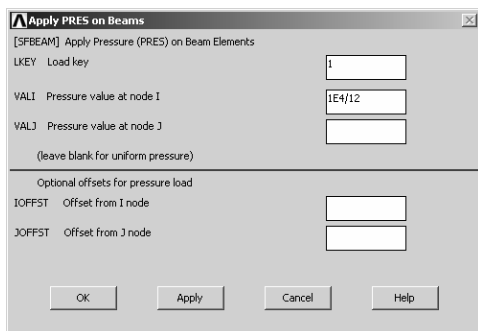 Apply PRES on Beams
[SFBEAM] Apply Pressure (PRES) on Beam Elements
LKEY Load key 1
VALI Pressure value at node I 1E4/12
VALJ Pressure value at node J
(leave blank for uniform pressure)
Optional offsets for pressure load
IOFFST Offset from I node
JOFFST Offset from J node
OK Apply Cancel Help